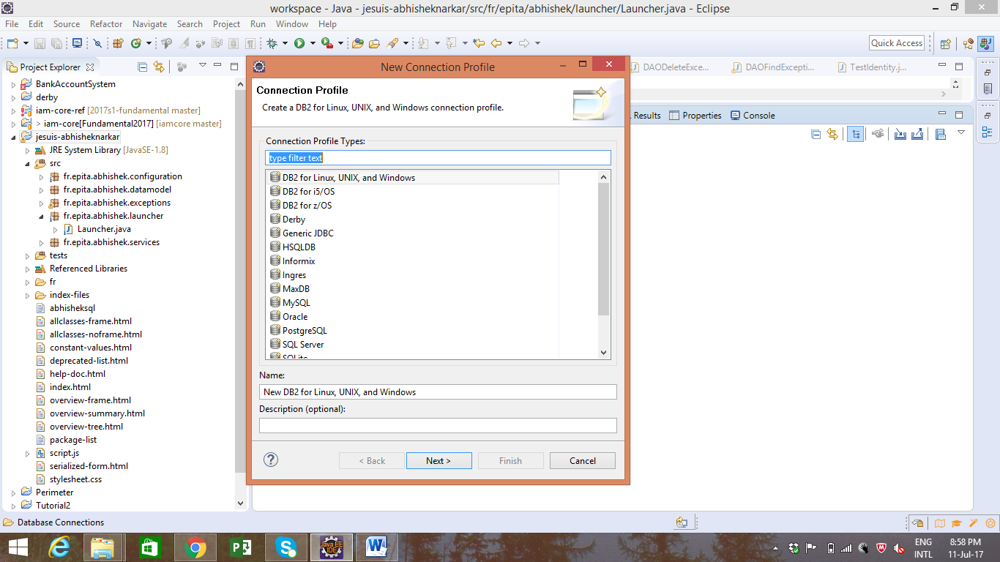 workspace - Java - jesuis-abhisheknarkar/src/fr/epita/abhishek/launcher/Launcher.java - Eclipse
File Edit Source Refactor Navigate Search Project Run Window Help
Quick Access
Project Explorer
BankAccountSystem
derby
iam-core-ref [2017s1-fundamental master]
> iam-core[Fundamental2017] [iamcore master]
jesuis-abhisheknarkar
JRE System Library [JavaSE-1.8]
src
fr.epita.abhishek.configuration
fr.epita.abhishek.datamodel
fr.epita.abhishek.exceptions
fr.epita.abhishek.launcher
Launcher.java
fr.epita.abhishek.services
tests
Referenced Libraries
fr
index-files
abhisheksql
allclasses-frame.html
allclasses-noframe.html
constant-values.html
deprecated-list.html
help-doc.html
index.html
overview-frame.html
overview-summary.html
overview-tree.html
package-list
script.js
serialized-form.html
stylesheet.css
Perimeter
Tutorial2
New Connection Profile
Connection Profile
Create a DB2 for Linux, UNIX, and Windows connection profile.
Connection Profile Types:
type filter text
DB2 for Linux, UNIX, and Windows
DB2 for i5/OS
DB2 for z/OS
Derby
Generic JDBC
HSQLDB
Informix
Ingres
MaxDB
MySQL
Oracle
PostgreSQL
SQL Server
SQLite
Name:
New DB2 for Linux, UNIX, and Windows
Description (optional):
< Back Next > Finish Cancel
DAODeleteExce... DAOFindExcepti... TestIdentity.j...
Results Properties Console
Database Connections
Java EE IDE
ENG
INTL
8:58 PM
11-Jul-17